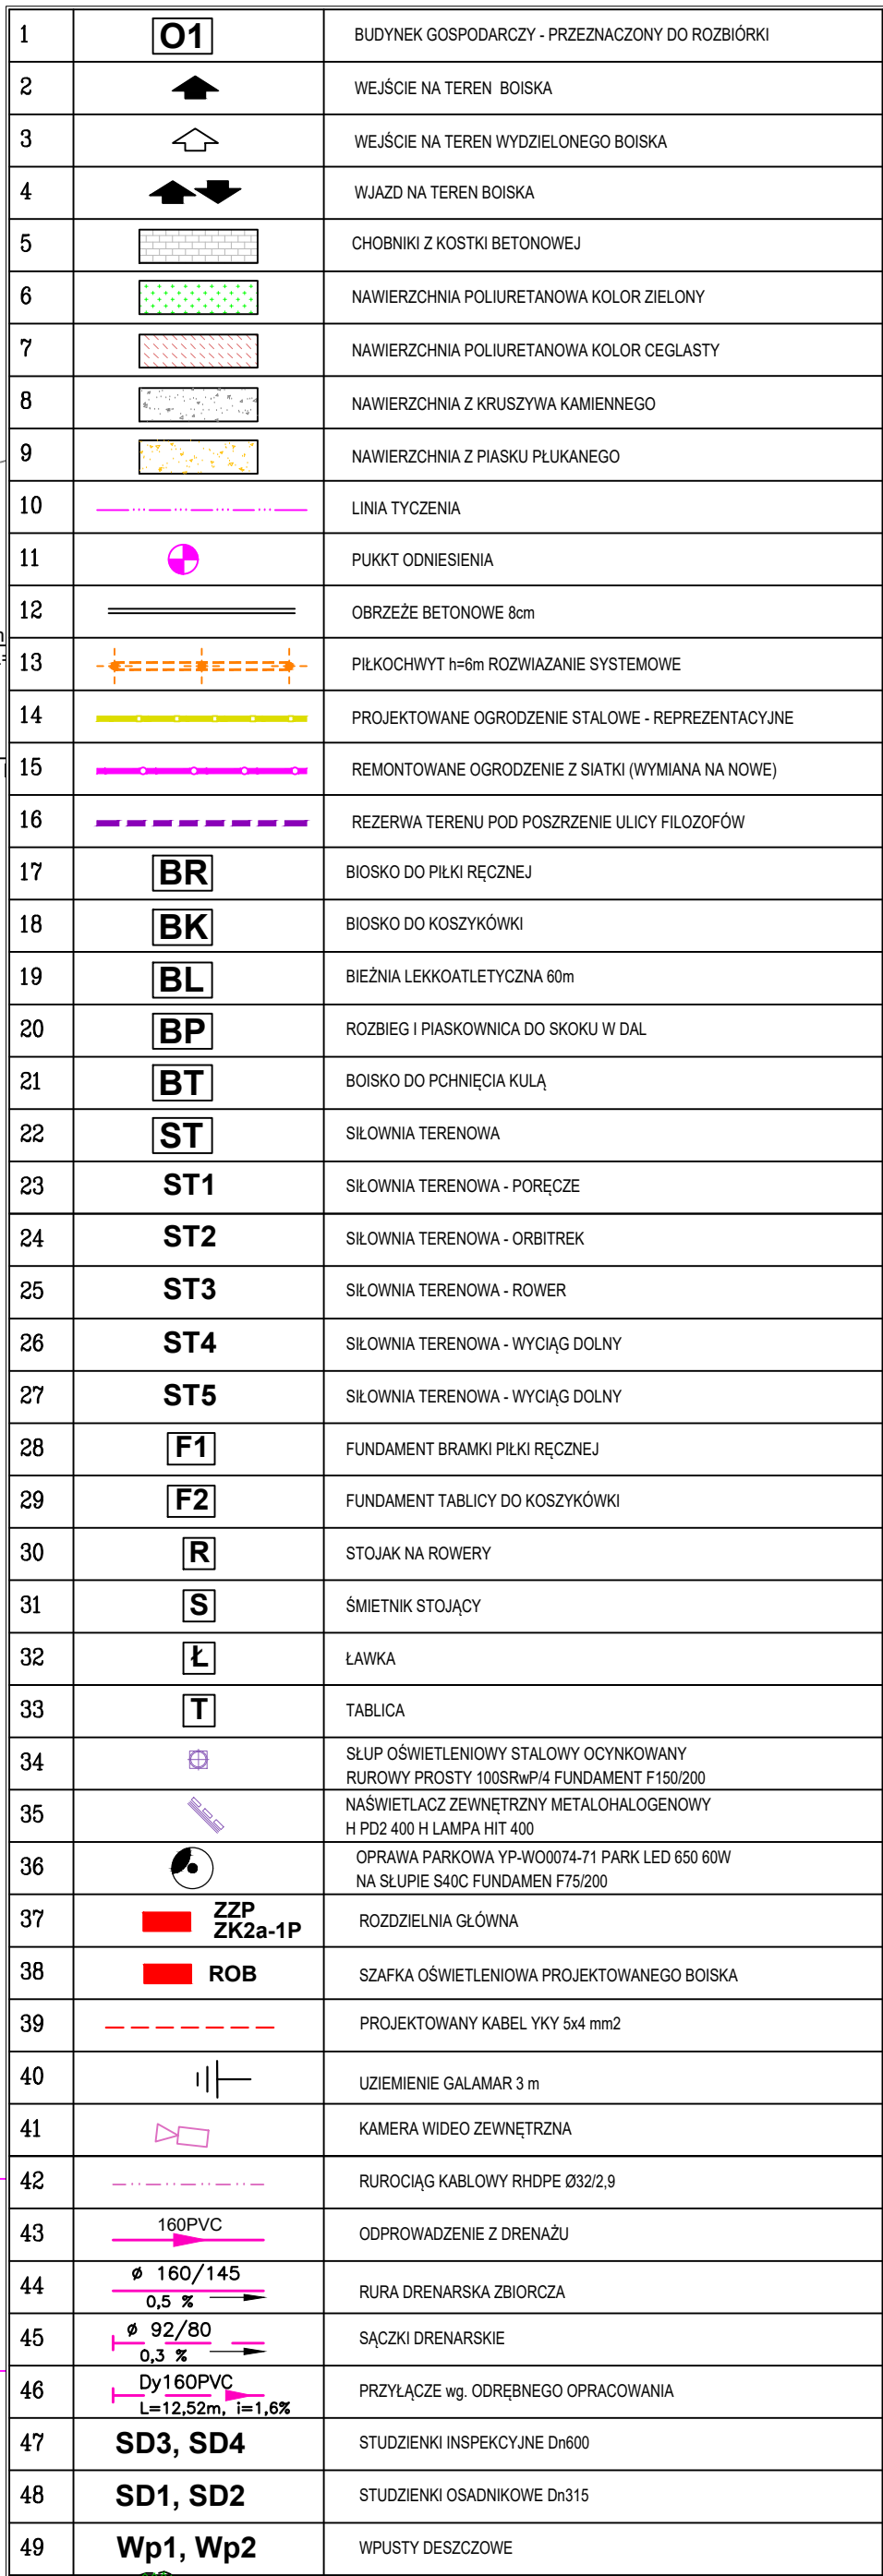 1 O1 BUDYNEK GOSPODARCZY - PRZEZNACZONY DO ROZBIÓRKI
2 WEJŚCIE NA TEREN BOISKA
3 WEJŚCIE NA TEREN WYDZIELONEGO BOISKA
4 WJAZD NA TEREN BOISKA
5 CHOBNIKI Z KOSTKI BETONOWEJ
6 NAWIERZCHNIA POLIURETANOWA KOLOR ZIELONY
7 NAWIERZCHNIA POLIURETANOWA KOLOR CEGLASTY
8 NAWIERZCHNIA Z KRUSZYWA KAMIENNEGO
9 NAWIERZCHNIA Z PIASKU PŁUKANEGO
10 LINIA TYCZENIA
11 PUKKT ODNIESIENIA
12 OBRZEŻE BETONOWE 8cm
13 PIŁKOCHWYT h=6m ROZWIAZANIE SYSTEMOWE
14 PROJEKTOWANE OGRODZENIE STALOWE - REPREZENTACYJNE
15 REMONTOWANE OGRODZENIE Z SIATKI (WYMIANA NA NOWE)
16 REZERWA TERENU POD POSZRZENIE ULICY FILOZOFÓW
17 BR BIOSKO DO PIŁKI RĘCZNEJ
18 BK BIOSKO DO KOSZYKÓWKI
19 BL BIEŻNIA LEKKOATLETYCZNA 60m
20 BP ROZBIEG I PIASKOWNICA DO SKOKU W DAL
21 BT BOISKO DO PCHNIĘCIA KULĄ
22 ST SIŁOWNIA TERENOWA
23 ST1 SIŁOWNIA TERENOWA - PORĘCZE
24 ST2 SIŁOWNIA TERENOWA - ORBITREK
25 ST3 SIŁOWNIA TERENOWA - ROWER
26 ST4 SIŁOWNIA TERENOWA - WYCIĄG DOLNY
27 ST5 SIŁOWNIA TERENOWA - WYCIĄG DOLNY
28 F1 FUNDAMENT BRAMKI PIŁKI RĘCZNEJ
29 F2 FUNDAMENT TABLICY DO KOSZYKÓWKI
30 R STOJAK NA ROWERY
31 S ŚMIETNIK STOJĄCY
32 Ł ŁAWKA
33 T TABLICA
34 SŁUP OŚWIETLENIOWY STALOWY OCYNKOWANY
RUROWY PROSTY 100SRwP/4 FUNDAMENT F150/200
35 NAŚWIETLACZ ZEWNĘTRZNY METALOHALOGENOWY
H PD2 400 H LAMPA HIT 400
36 OPRAWA PARKOWA YP-WO0074-71 PARK LED 650 60W
NA SŁUPIE S40C FUNDAMEN F75/200
37 ZZP
ZK2a-1P ROZDZIELNIA GŁÓWNA
38 ROB SZAFKA OŚWIETLENIOWA PROJEKTOWANEGO BOISKA
39 PROJEKTOWANY KABEL YKY 5x4 mm2
40 UZIEMIENIE GALAMAR 3 m
41 KAMERA WIDEO ZEWNĘTRZNA
42 RUROCIĄG KABLOWY RHDPE Ø32/2,9
43 160PVC ODPROWADZENIE Z DRENAŻU
44 ø 160/145
0,5 % RURA DRENARSKA ZBIORCZA
45 ø 92/80
0,3 % SĄCZKI DRENARSKIE
46 Dy160PVC
L=12,52m, i=1,6% PRZYŁĄCZE wg. ODRĘBNEGO OPRACOWANIA
47 SD3, SD4 STUDZIENKI INSPEKCYJNE Dn600
48 SD1, SD2 STUDZIENKI OSADNIKOWE Dn315
49 Wp1, Wp2 WPUSTY DESZCZOWE